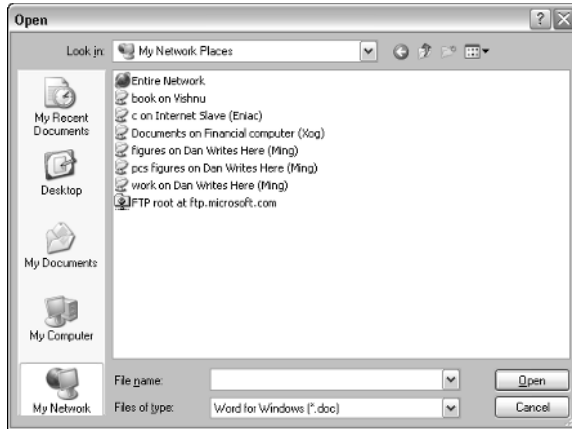 Open
Look in: My Network Places
My Recent
Documents
Desktop
My Documents
My Computer
My Network
Entire Network
book on Vishnu
c on Internet Slave (Eniac)
Documents on Financial computer (Xog)
figures on Dan Writes Here (Ming)
pcs figures on Dan Writes Here (Ming)
work on Dan Writes Here (Ming)
FTP root at ftp.microsoft.com
File name:
Open
Files of type: Word for Windows (*.doc)
Cancel